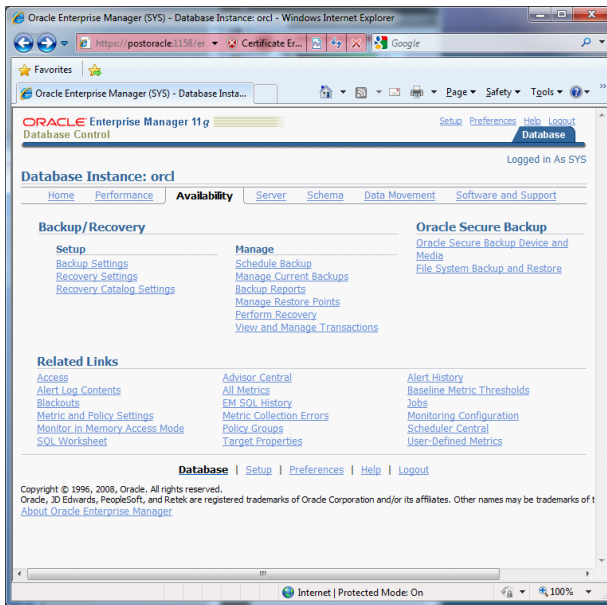 Oracle Enterprise Manager (SYS) - Database Instance: orcl - Windows Internet Explorer
https://postoracle:1158/er Certificate Er... Google
Favorites
Oracle Enterprise Manager (SYS) - Database Insta... Page Safety Tools »
ORACLE Enterprise Manager 11g Setup Preferences Help Logout
Database Control Database
Logged in As SYS
Database Instance: orcl
Home Performance Availability Server Schema Data Movement Software and Support
Backup/Recovery Oracle Secure Backup
Setup Manage Oracle Secure Backup Device and
Media
Backup Settings Schedule Backup File System Backup and Restore
Recovery Settings Manage Current Backups
Recovery Catalog Settings Backup Reports
Manage Restore Points
Perform Recovery
View and Manage Transactions
Related Links
Access Advisor Central Alert History
Alert Log Contents All Metrics Baseline Metric Thresholds
Blackouts EM SQL History Jobs
Metric and Policy Settings Metric Collection Errors Monitoring Configuration
Monitor in Memory Access Mode Policy Groups Scheduler Central
SQL Worksheet Target Properties User-Defined Metrics
Database | Setup | Preferences | Help | Logout
Copyright © 1996, 2008, Oracle. All rights reserved.
Oracle, JD Edwards, PeopleSoft, and Retek are registered trademarks of Oracle Corporation and/or its affiliates. Other names may be trademarks of t
About Oracle Enterprise Manager
Internet | Protected Mode: On 100%